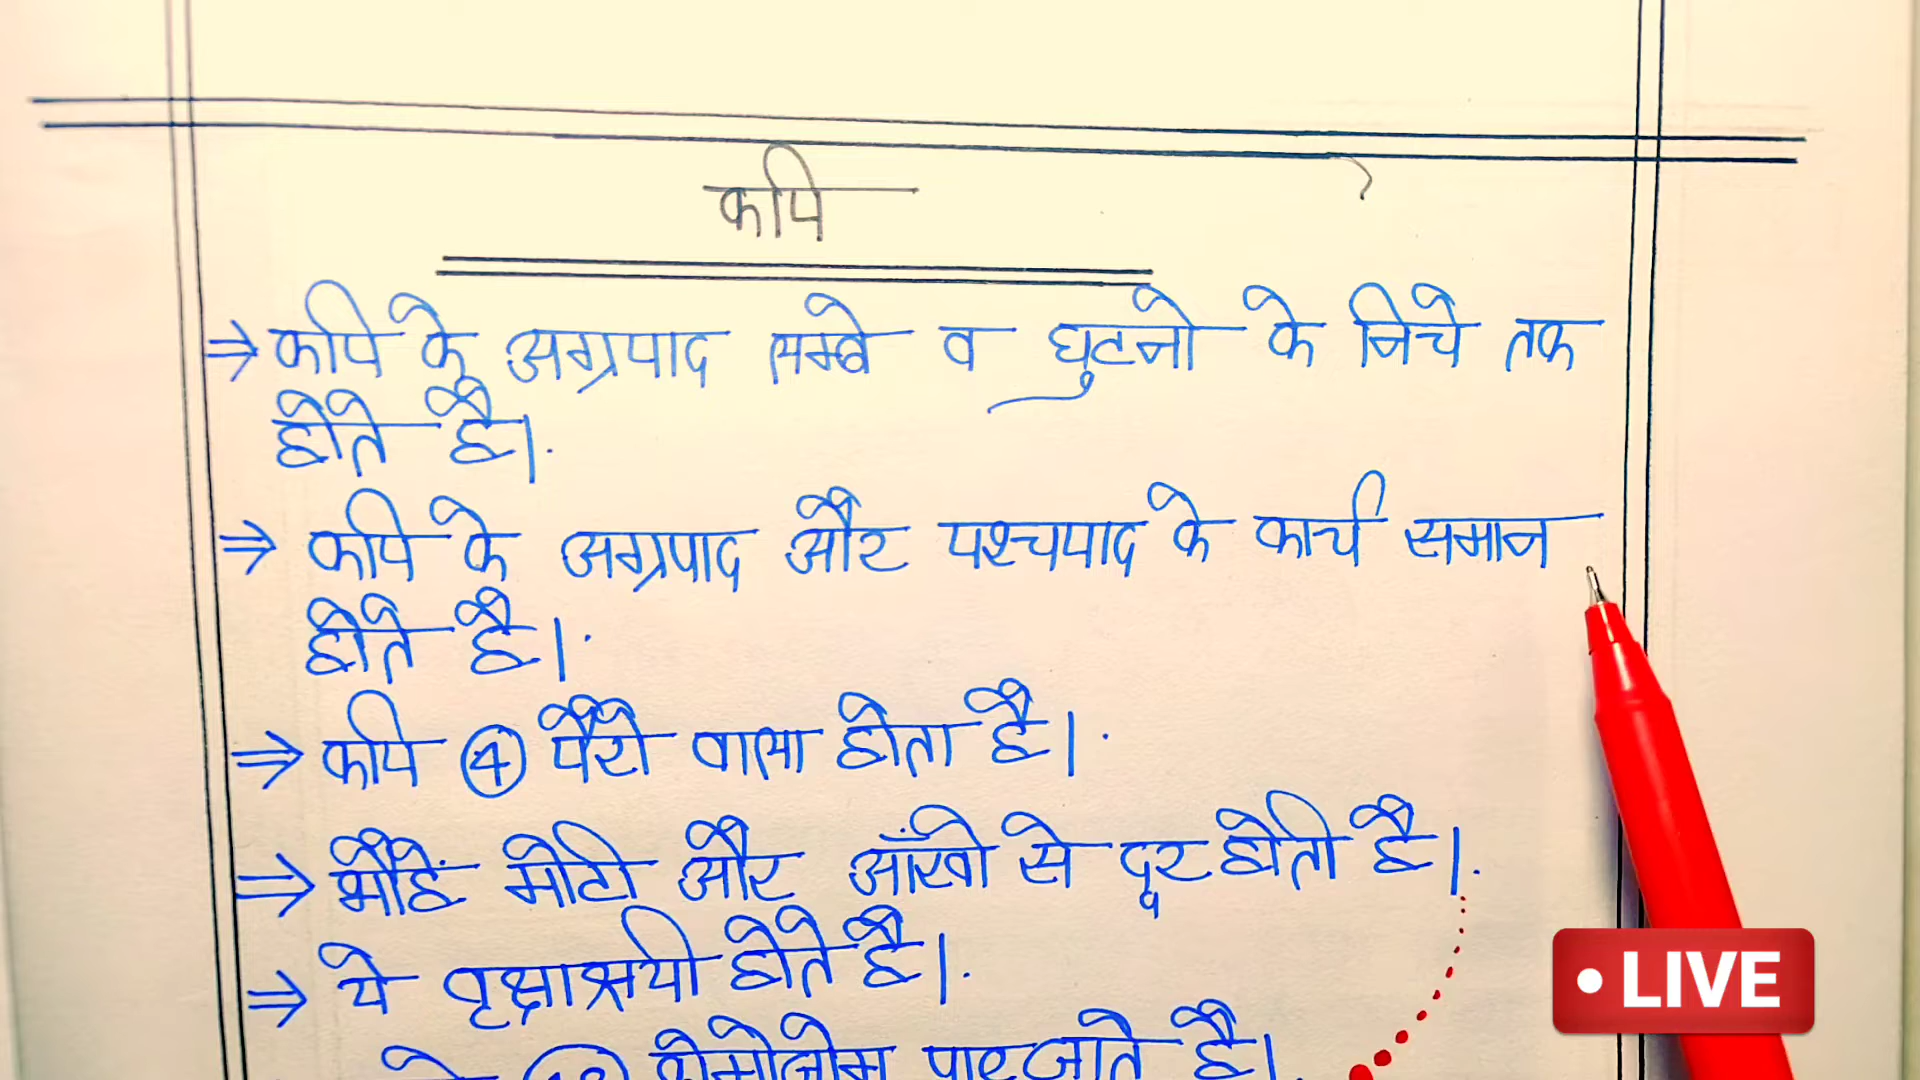 कपि
⇒ कपि के अग्रपाद लम्बे व घुटनो के निचे तक
होते है।
⇒ कपि के अग्रपाद और पश्चपाद के कार्य समान
होते है।
⇒ कपि 4 पैरो वाला होता है।
⇒ भौहें मोटी और आँखो से दूर होती है।
⇒ ये वृक्षाश्रयी होते है।
पाए जाते है।
LIVE